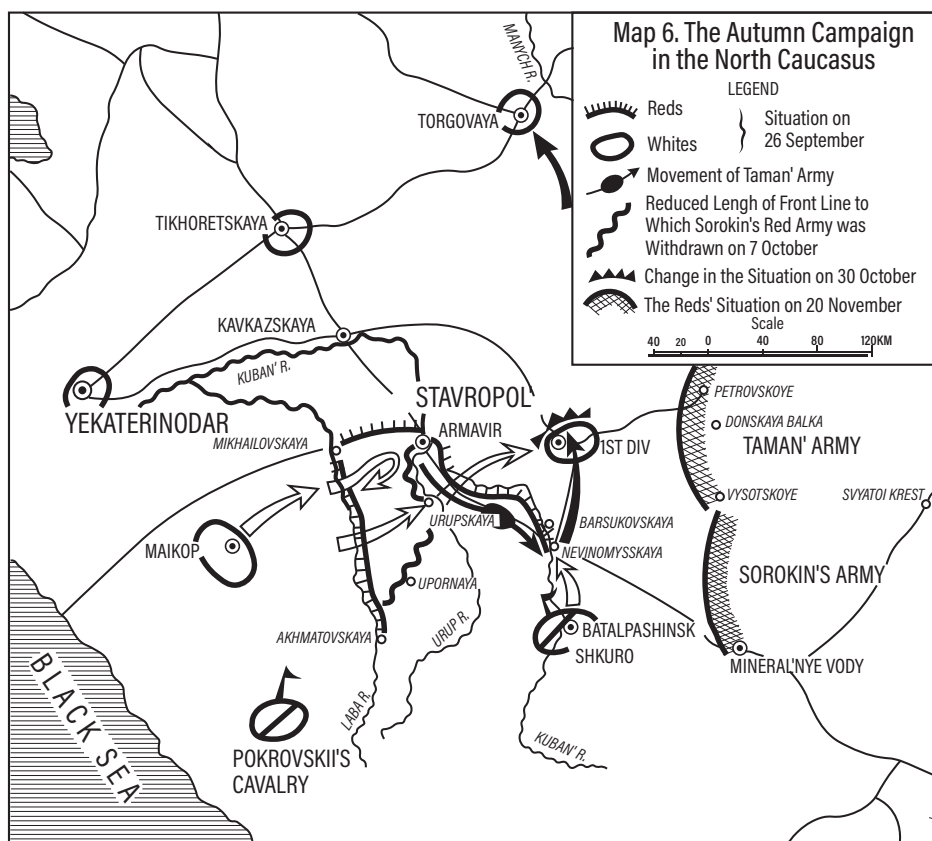 Map 6. The Autumn Campaign
in the North Caucasus
LEGEND
Reds
Whites
Situation on
26 September
Movement of Taman' Army
Reduced Lengh of Front Line to
Which Sorokin's Red Army was
Withdrawn on 7 October
Change in the Situation on 30 October
The Reds' Situation on 20 November
Scale
40 20 0 40 80 120KM
MANYCH R.
TORGOVAYA
TIKHORETSKAYA
KAVKAZSKAYA
KUBAN' R.
YEKATERINODAR
STAVROPOL
ARMAVIR
MIKHAILOVSKAYA
1ST DIV
PETROVSKOYE
DONSKAYA BALKA
TAMAN' ARMY
VYSOTSKOYE
SVYATOI KREST
URUPSKAYA
BARSUKOVSKAYA
NEVINOMYSSKAYA
MAIKOP
UPORNAYA
SOROKIN'S ARMY
AKHMATOVSKAYA
URUP R.
BATALPASHINSK
SHKURO
MINERAL'NYE VODY
LABA R.
BLACK SEA
POKROVSKII'S
CAVALRY
KUBAN' R.